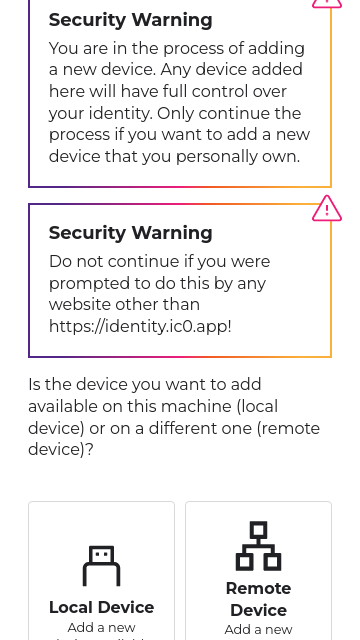 Security Warning
You are in the process of adding
a new device. Any device added
here will have full control over
your identity. Only continue the
process if you want to add a new
device that you personally own.
Security Warning
Do not continue if you were
prompted to do this by any
website other than
https://identity.ic0.app!
Is the device you want to add
available on this machine (local
device) or on a different one (remote
device)?
Local Device
Add a new
Remote
Device
Add a new